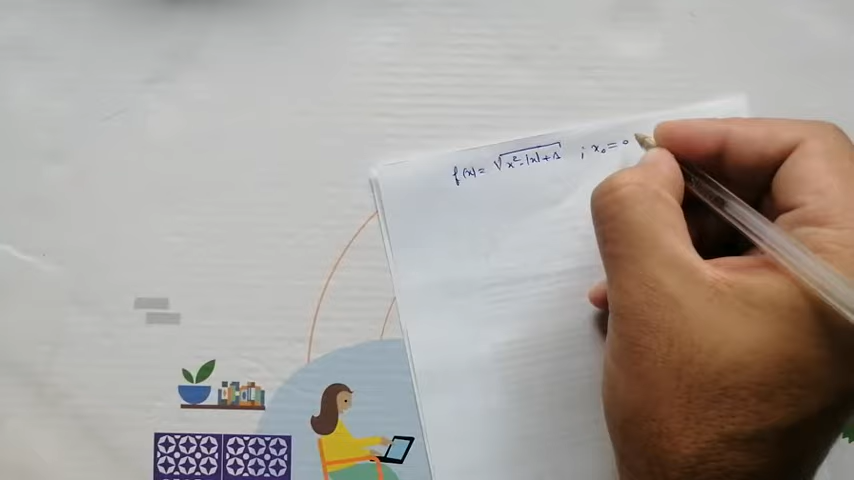 f(x) = √(x² - |x| + 1) ; x₀ = 0